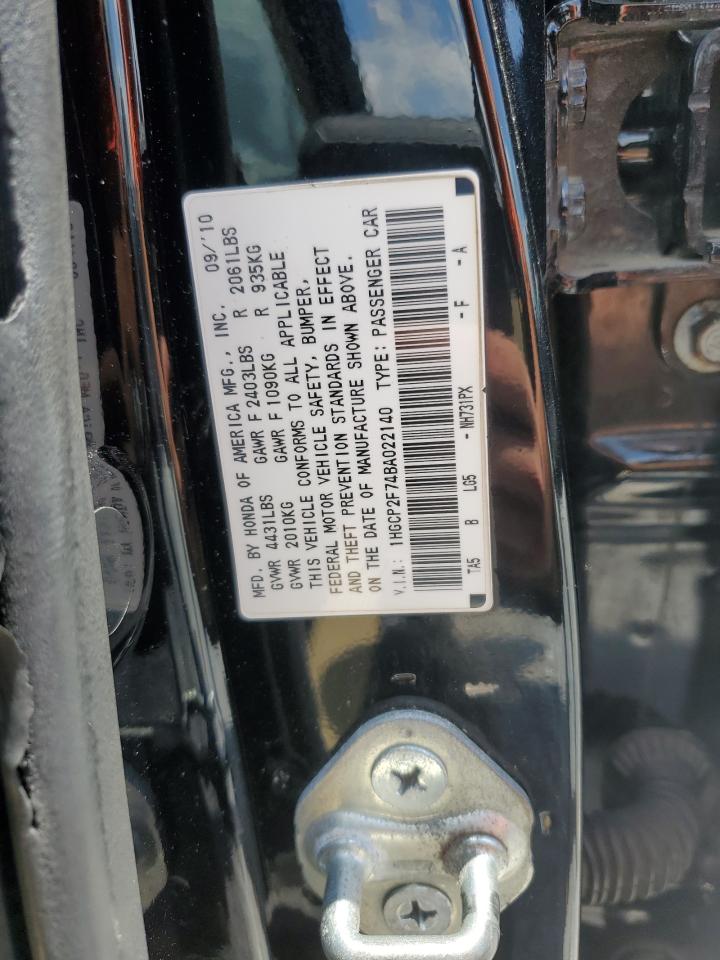 MFD. BY HONDA OF AMERICA MFG., INC. 09/'10
GVWR 4431LBS GAWR F 2403LBS R 2061LBS
GVWR 2010KG GAWR F 1090KG R 935KG
THIS VEHICLE CONFORMS TO ALL APPLICABLE
FEDERAL MOTOR VEHICLE SAFETY, BUMPER,
AND THEFT PREVENTION STANDARDS IN EFFECT
ON THE DATE OF MANUFACTURE SHOWN ABOVE.
V.I.N.: 1HGCP2F74BA022140 TYPE: PASSENGER CAR
TA5 B LG5 - NH731PX - F - A